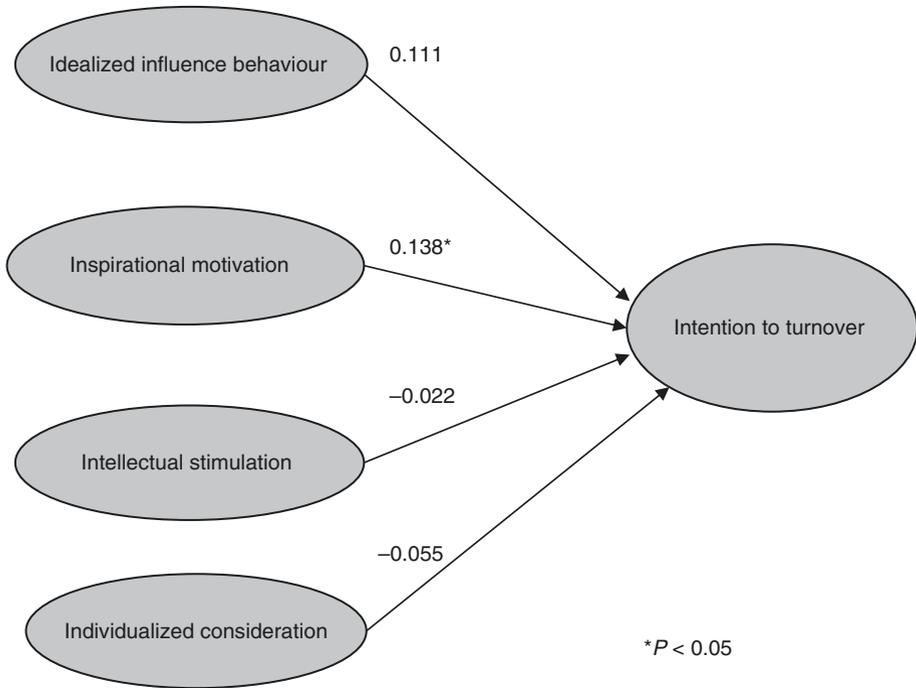 Idealized influence behaviour
0.111
Inspirational motivation
0.138*
Intention to turnover
–0.022
Intellectual stimulation
–0.055
Individualized consideration
*P < 0.05